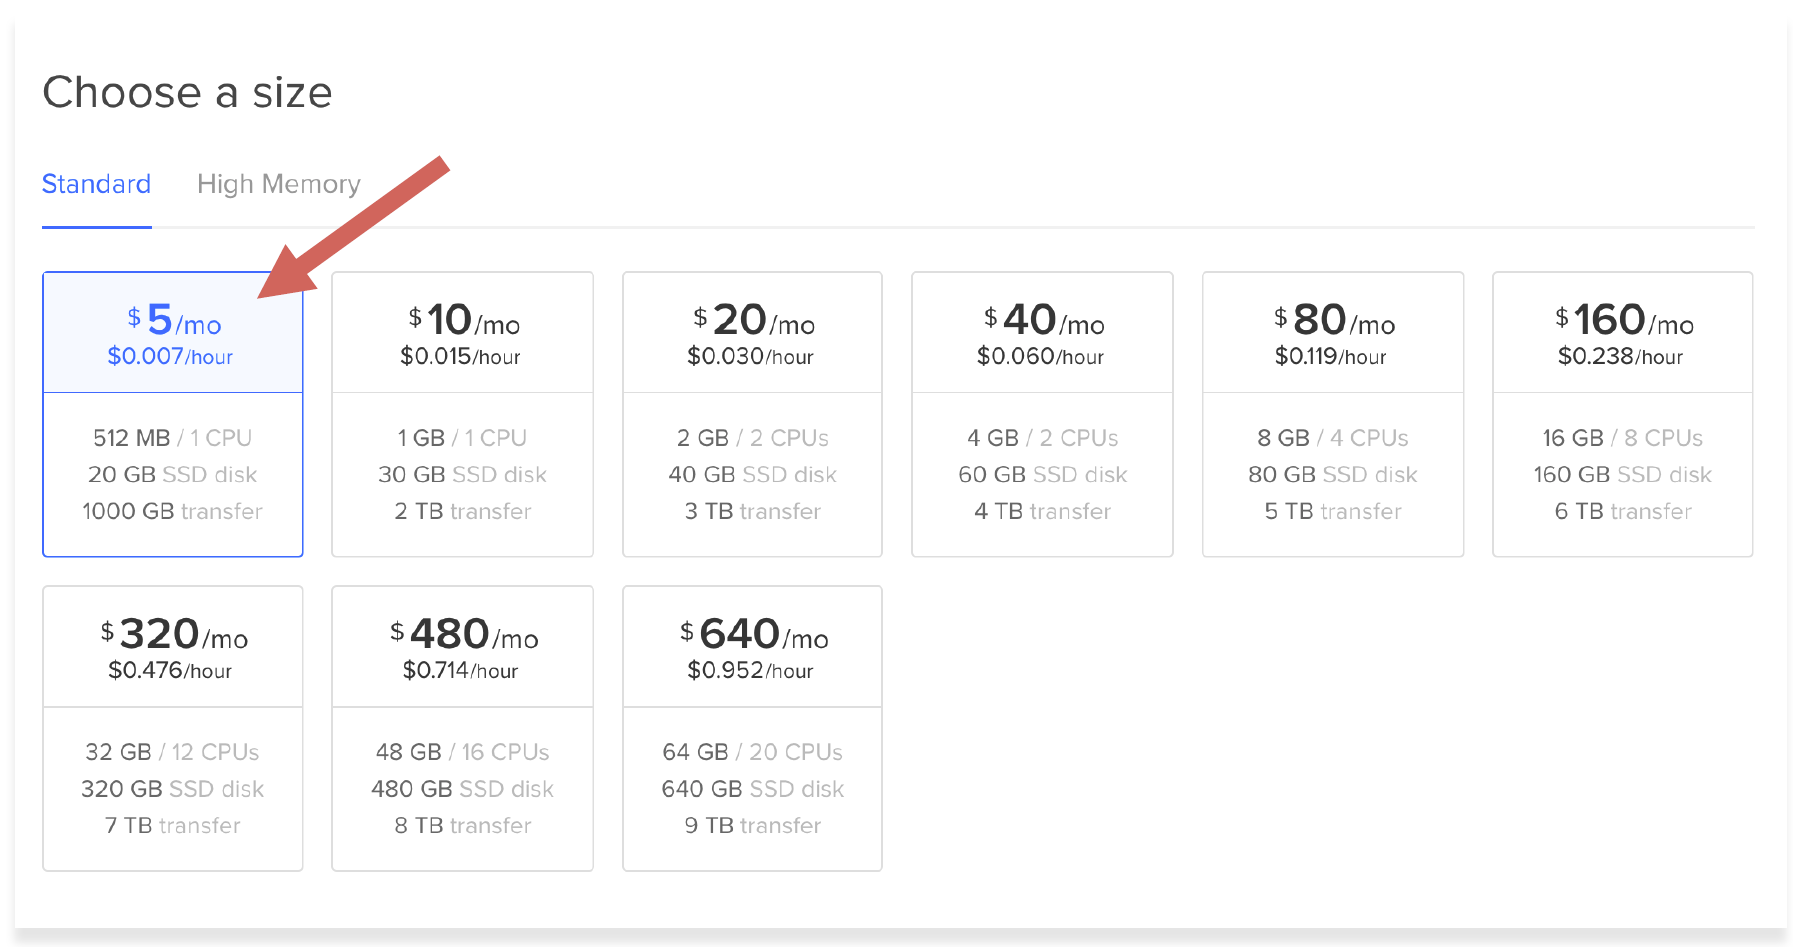 Choose a size
Standard
High Memory
$5/mo
$0.007/hour
512 MB / 1 CPU
20 GB SSD disk
1000 GB transfer
$10/mo
$0.015/hour
1 GB / 1 CPU
30 GB SSD disk
2 TB transfer
$20/mo
$0.030/hour
2 GB / 2 CPUs
40 GB SSD disk
3 TB transfer
$40/mo
$0.060/hour
4 GB / 2 CPUs
60 GB SSD disk
4 TB transfer
$80/mo
$0.119/hour
8 GB / 4 CPUs
80 GB SSD disk
5 TB transfer
$160/mo
$0.238/hour
16 GB / 8 CPUs
160 GB SSD disk
6 TB transfer
$320/mo
$0.476/hour
32 GB / 12 CPUs
320 GB SSD disk
7 TB transfer
$480/mo
$0.714/hour
48 GB / 16 CPUs
480 GB SSD disk
8 TB transfer
$640/mo
$0.952/hour
64 GB / 20 CPUs
640 GB SSD disk
9 TB transfer